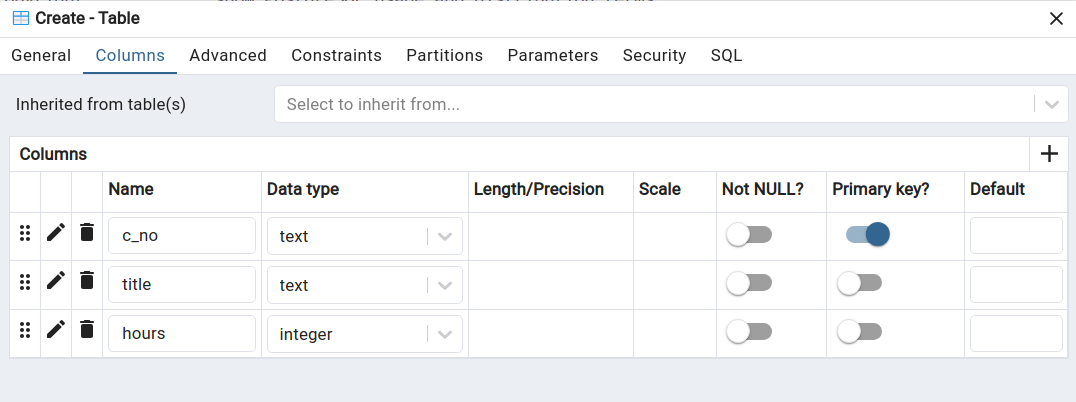 Create - Table
General Columns Advanced Constraints Partitions Parameters Security SQL
Inherited from table(s) Select to inherit from...
Columns
Name Data type Length/Precision Scale Not NULL? Primary key? Default
c_no text
title text
hours integer